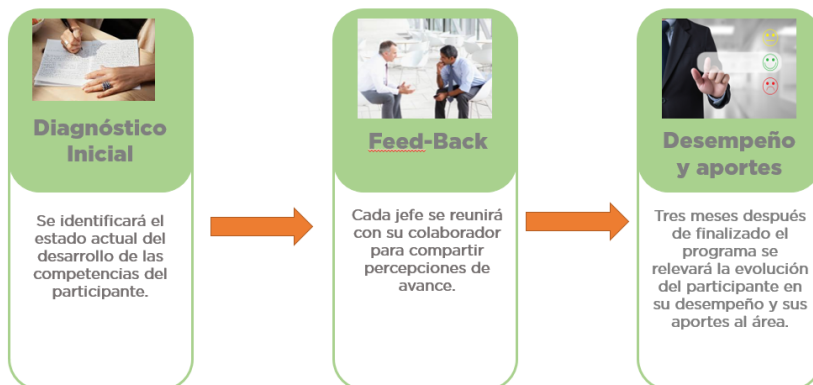 Diagnóstico
Inicial
Se identificará el
estado actual del
desarrollo de las
competencias del
participante.
Feed-Back
Cada jefe se reunirá
con su colaborador
para compartir
percepciones de
avance.
Desempeño
y aportes
Tres meses después
de finalizado el
programa se
relevará la evolución
del participante en
su desempeño y sus
aportes al área.